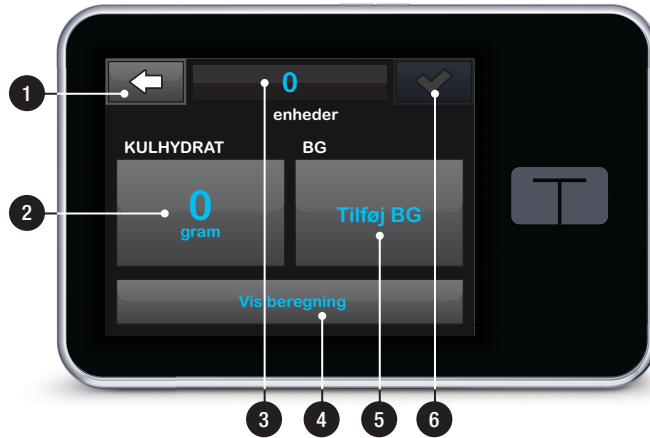 0
enheder
KULHYDRAT
BG
0
gram
Tilføj BG
Vis beregning
1
2
3
4
5
6